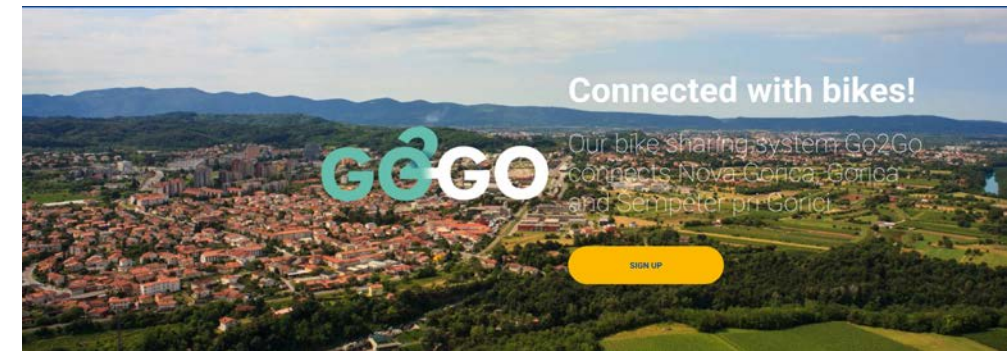 Connected with bikes!
GO2GO
Our bike sharing system Go2Go
connects Nova Gorica, Gorica
and Šempeter pri Gorici.
SIGN UP